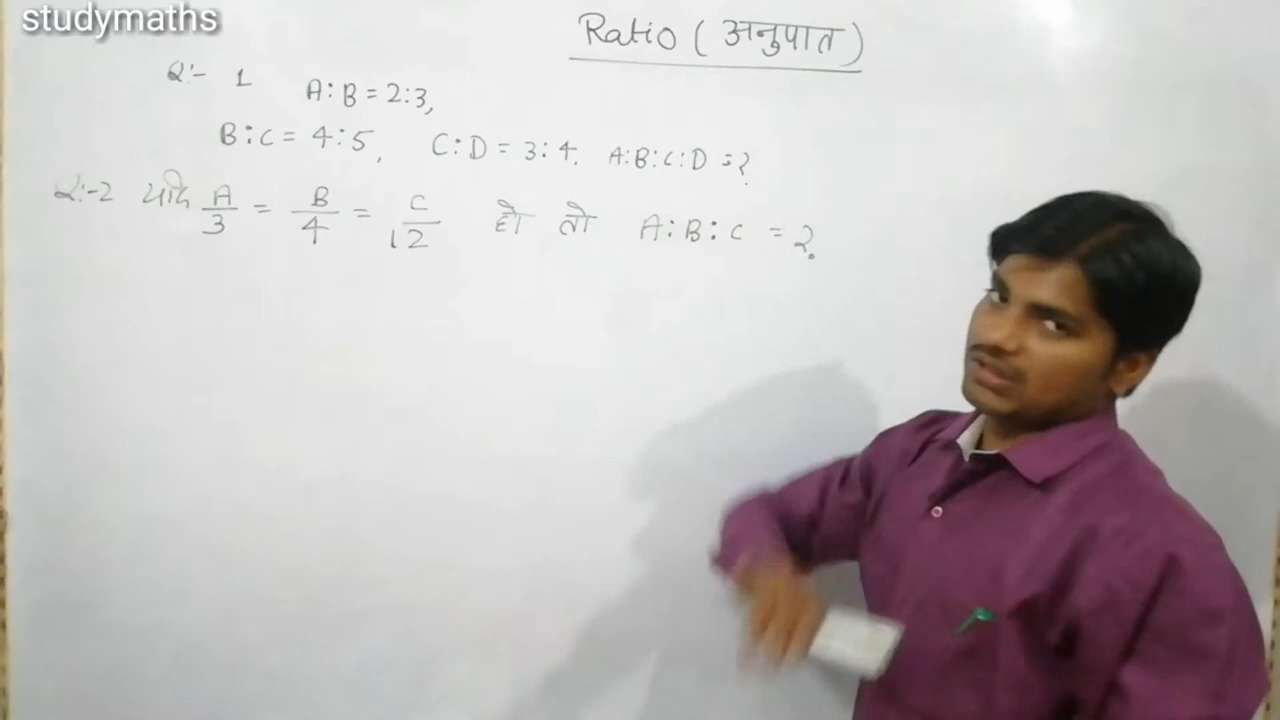 studymaths
Ratio ( अनुपात )
Q:- 1 A:B = 2:3,
B:C = 4:5, C:D = 3:4. A:B:C:D = ?
Q:-2 यदि A/3 = B/4 = C/12 हो तो A:B:C = ?